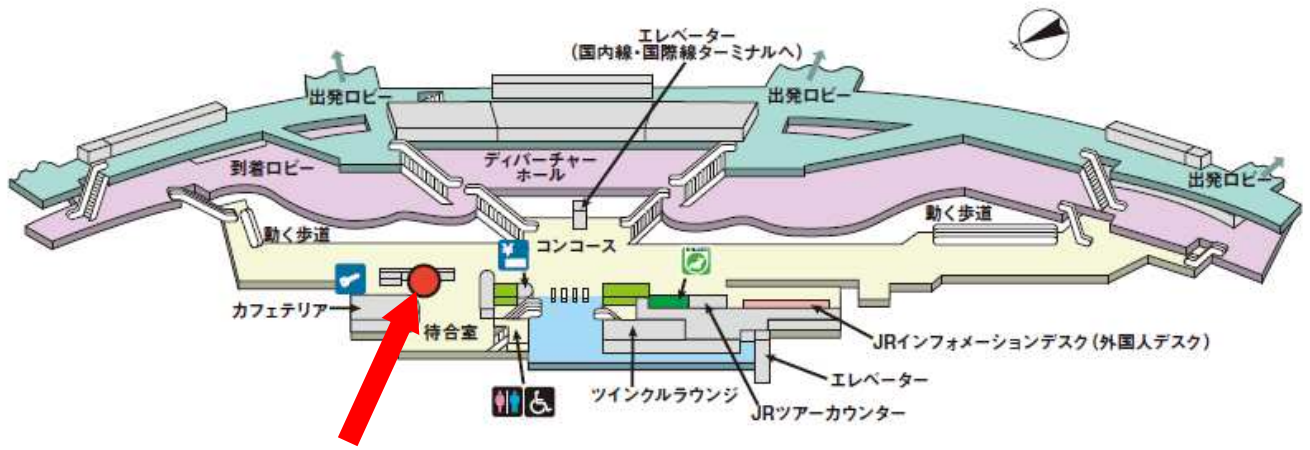 エレベーター
(国内線・国際線ターミナルへ)
出発ロビー
出発ロビー
ディパーチャー
ホール
到着ロビー
出発ロビー
動く歩道
動く歩道
コンコース
¥
カフェテリア
待合室
JRインフォメーションデスク(外国人デスク)
エレベーター
ツインクルラウンジ
JRツアーカウンター